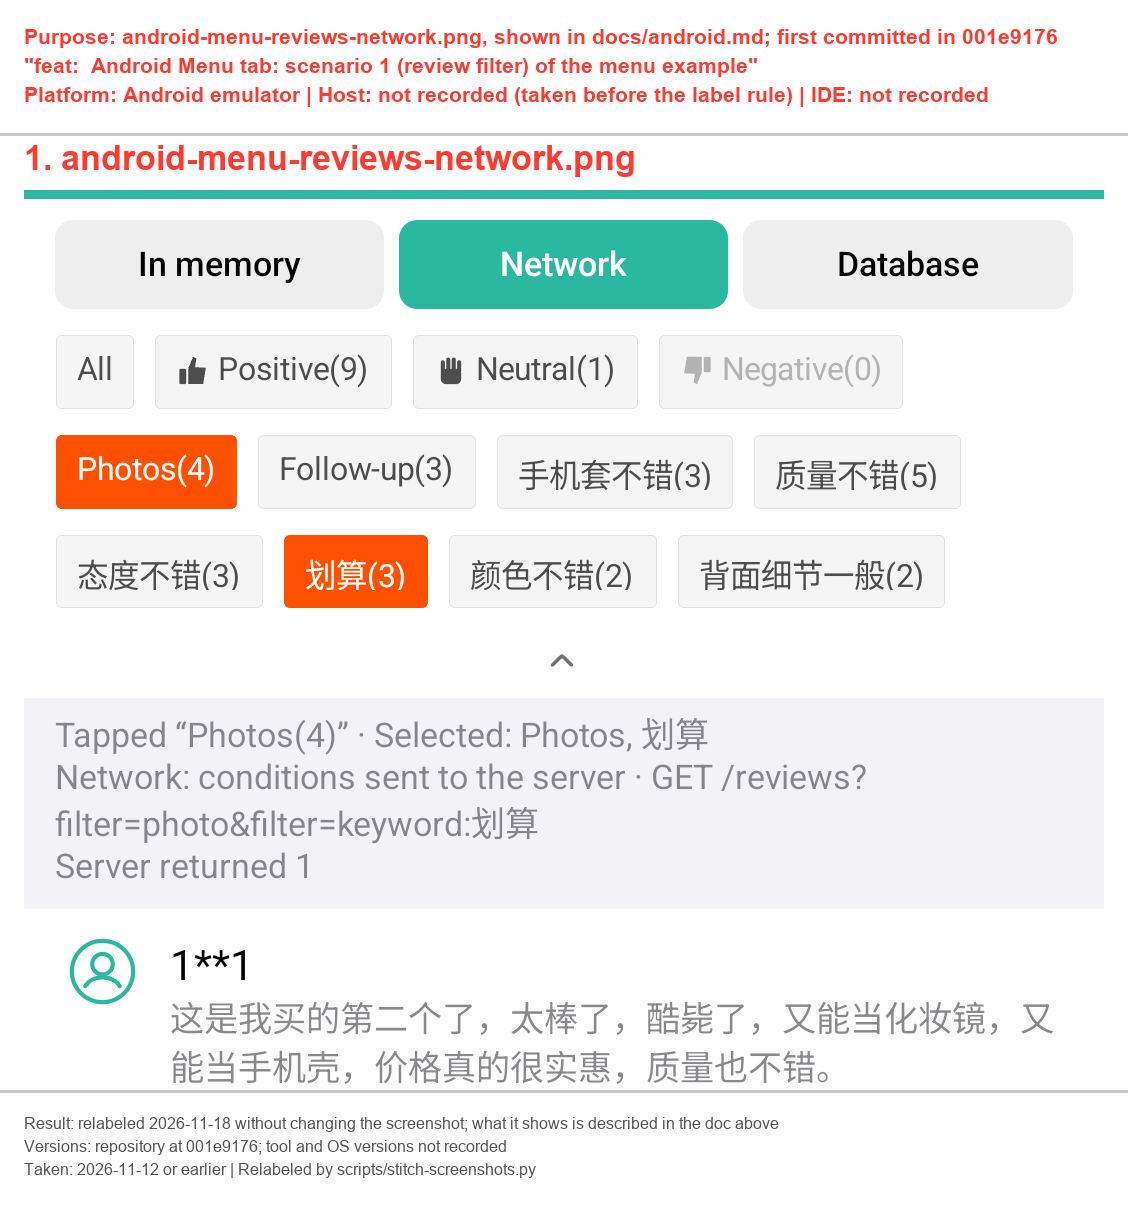 Purpose: android-menu-reviews-network.png, shown in docs/android.md; first committed in 001e9176
"feat:  Android Menu tab: scenario 1 (review filter) of the menu example"
Platform: Android emulator | Host: not recorded (taken before the label rule) | IDE: not recorded
1. android-menu-reviews-network.png
In memory Network Database
All Positive(9) Neutral(1) Negative(0)
Photos(4) Follow-up(3) 手机套不错(3) 质量不错(5)
态度不错(3) 划算(3) 颜色不错(2) 背面细节一般(2)
Tapped “Photos(4)” · Selected: Photos, 划算
Network: conditions sent to the server · GET /reviews?
filter=photo&filter=keyword:划算
Server returned 1
1**1
这是我买的第二个了，太棒了，酷毙了，又能当化妆镜，又
能当手机壳，价格真的很实惠，质量也不错。
Result: relabeled 2026-11-18 without changing the screenshot; what it shows is described in the doc above
Versions: repository at 001e9176; tool and OS versions not recorded
Taken: 2026-11-12 or earlier | Relabeled by scripts/stitch-screenshots.py